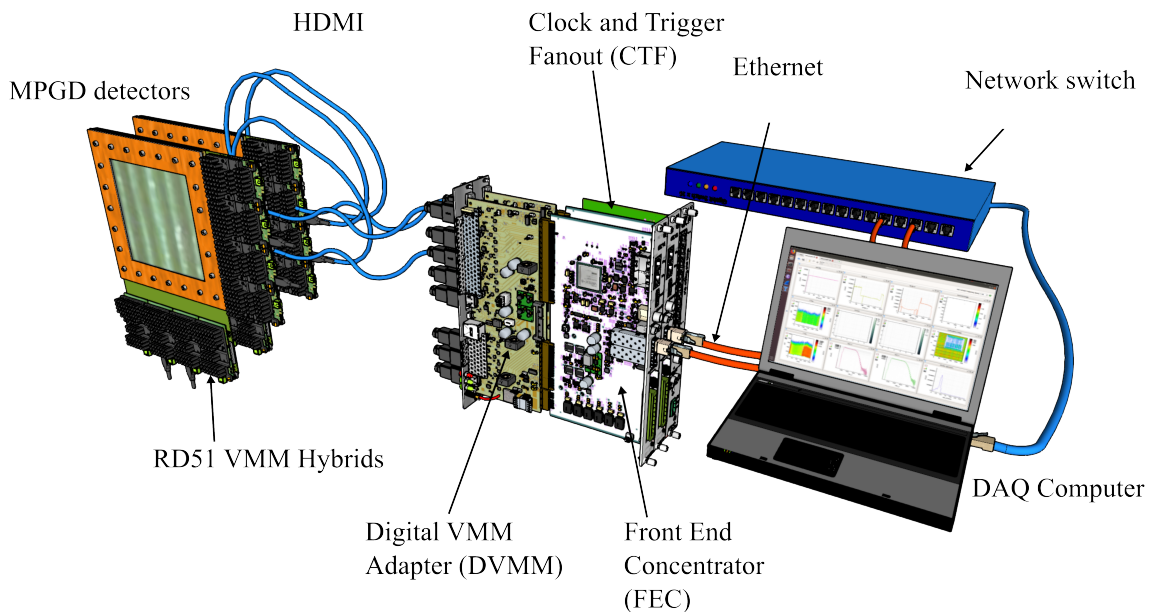 HDMI
Clock and Trigger
Fanout (CTF)
Ethernet
Network switch
MPGD detectors
RD51 VMM Hybrids
DAQ Computer
Digital VMM
Adapter (DVMM)
Front End
Concentrator
(FEC)